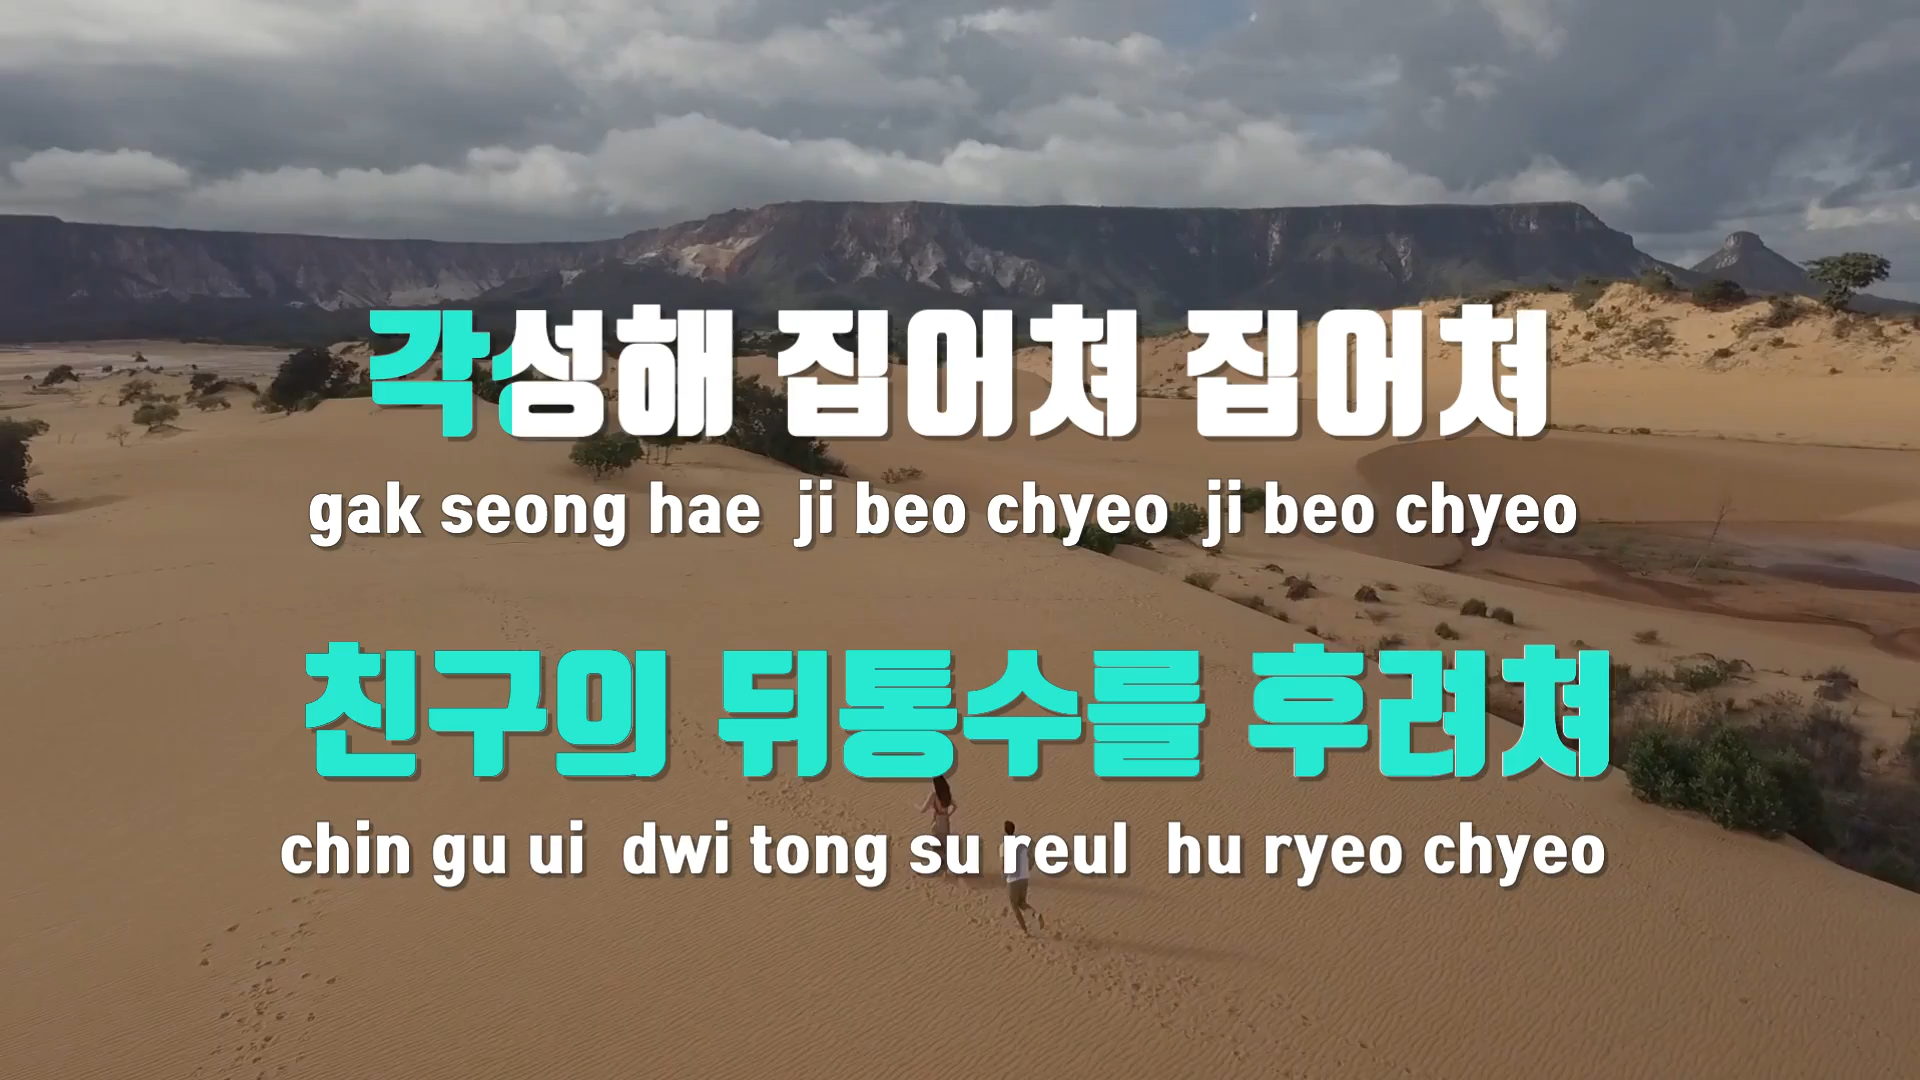 각성해 집어쳐 집어쳐
gak seong hae ji beo chyeo ji beo chyeo
친구의 뒤통수를 후려쳐
chin gu ui dwi tong su reul hu ryeo chyeo